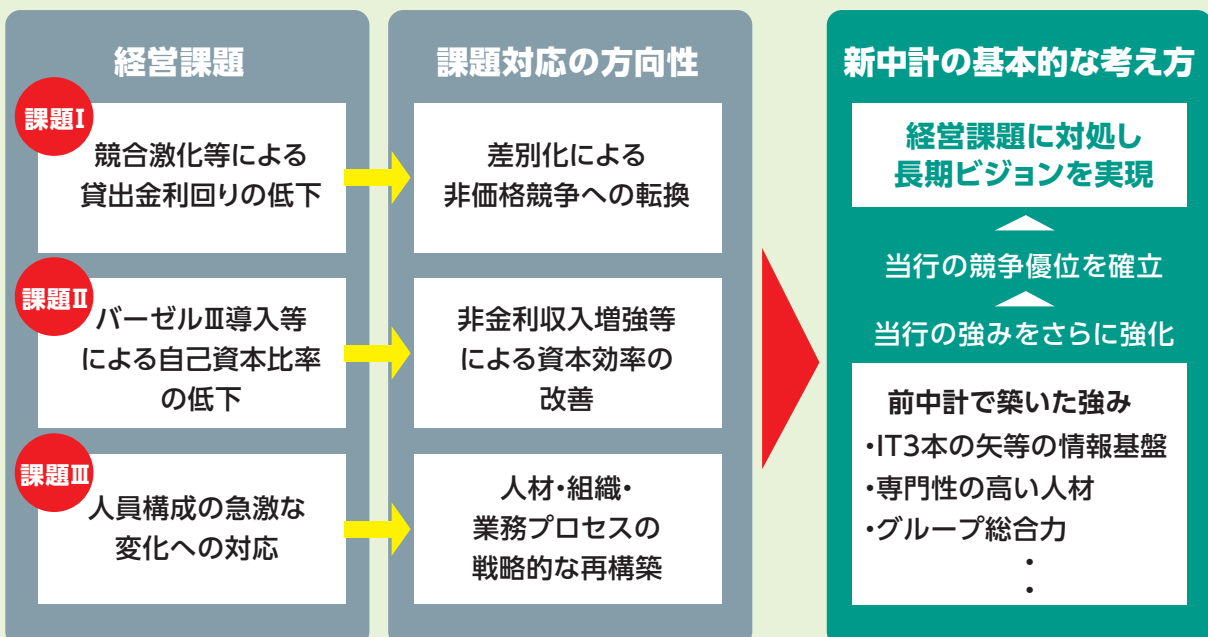 経営課題
課題Ⅰ
競合激化等による
貸出金利回りの低下
課題Ⅱ
バーゼルⅢ導入等
による自己資本比率
の低下
課題Ⅲ
人員構成の急激な
変化への対応
課題対応の方向性
差別化による
非価格競争への転換
非金利収入増強等
による資本効率の
改善
人材・組織・
業務プロセスの
戦略的な再構築
新中計の基本的な考え方
経営課題に対処し
長期ビジョンを実現
当行の競争優位を確立
当行の強みをさらに強化
前中計で築いた強み
・IT3本の矢等の情報基盤
・専門性の高い人材
・グループ総合力
・
・